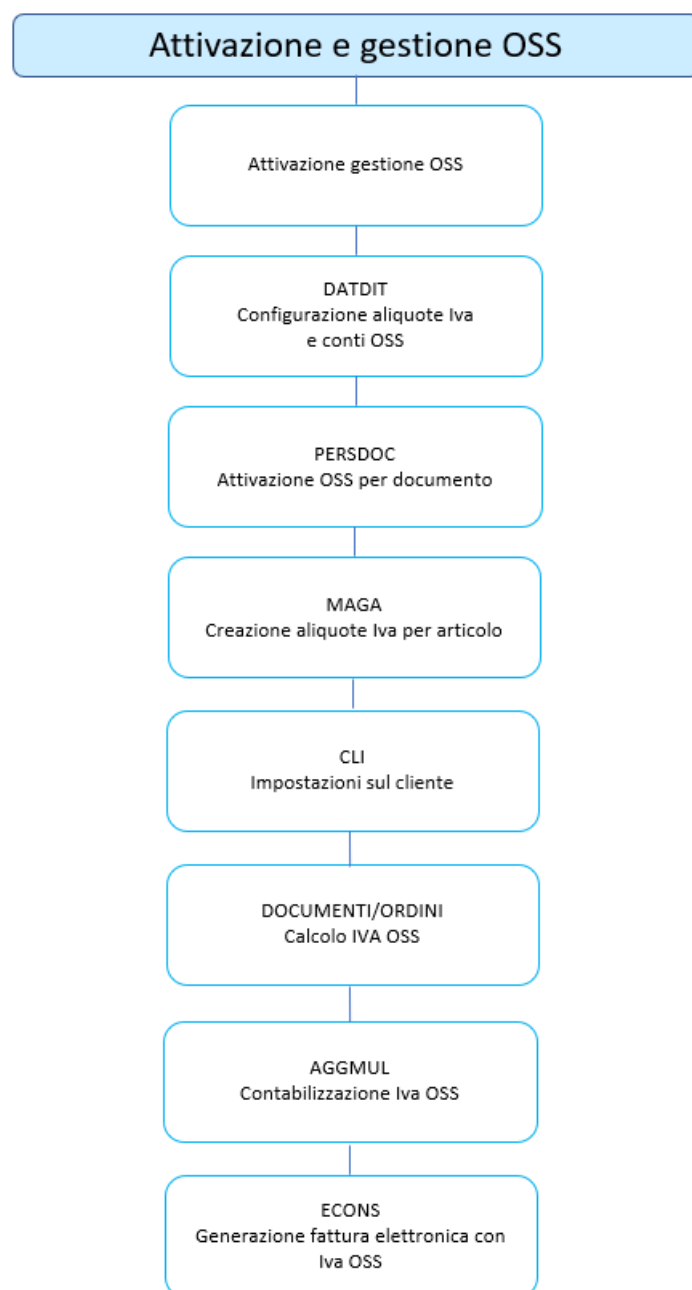 Attivazione e gestione OSS
Attivazione gestione OSS
DATDIT
Configurazione aliquote Iva
e conti OSS
PERSDOC
Attivazione OSS per documento
MAGA
Creazione aliquote Iva per articolo
CLI
Impostazioni sul cliente
DOCUMENTI/ORDINI
Calcolo IVA OSS
AGGMUL
Contabilizzazione Iva OSS
ECONS
Generazione fattura elettronica con
Iva OSS